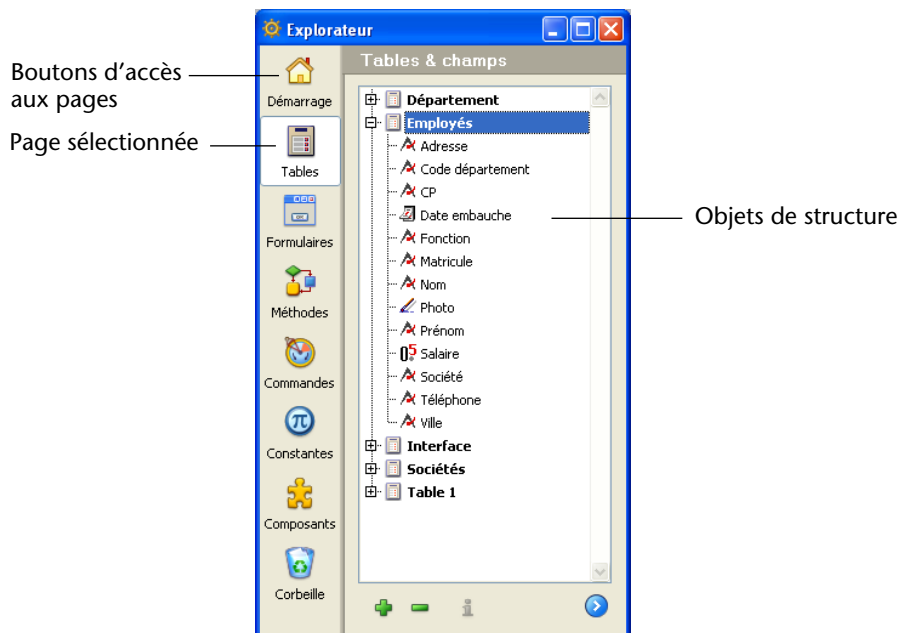 Explorateur
Tables & champs
Boutons d'accès
aux pages
Page sélectionnée
Démarrage
Tables
Formulaires
Méthodes
Commandes
Constantes
Composants
Corbeille
Département
Employés
Adresse
Code département
CP
Date embauche
Fonction
Matricule
Nom
Photo
Prénom
Salaire
Société
Téléphone
Ville
Interface
Sociétés
Table 1
Objets de structure